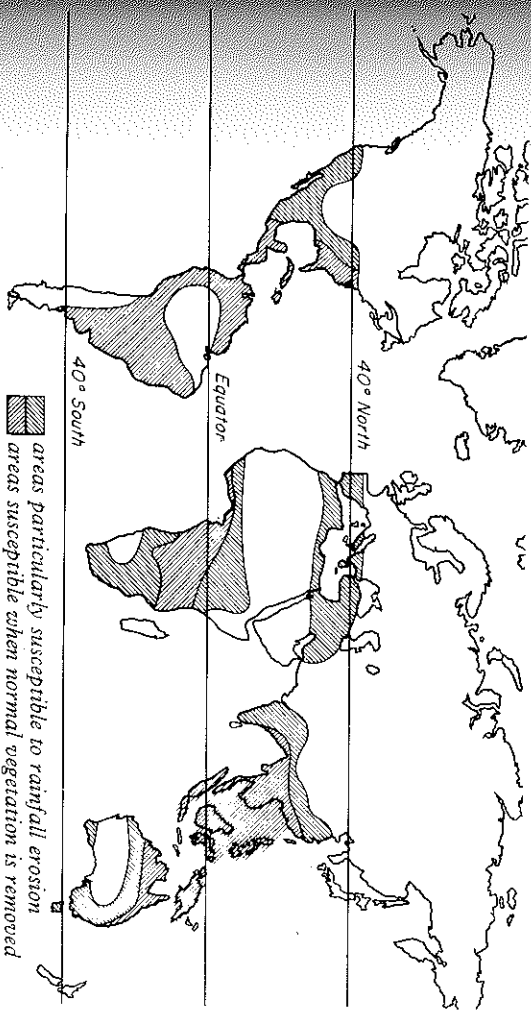 40° North
Equator
40° South
areas particularly susceptible to rainfall erosion
areas susceptible when normal vegetation is removed